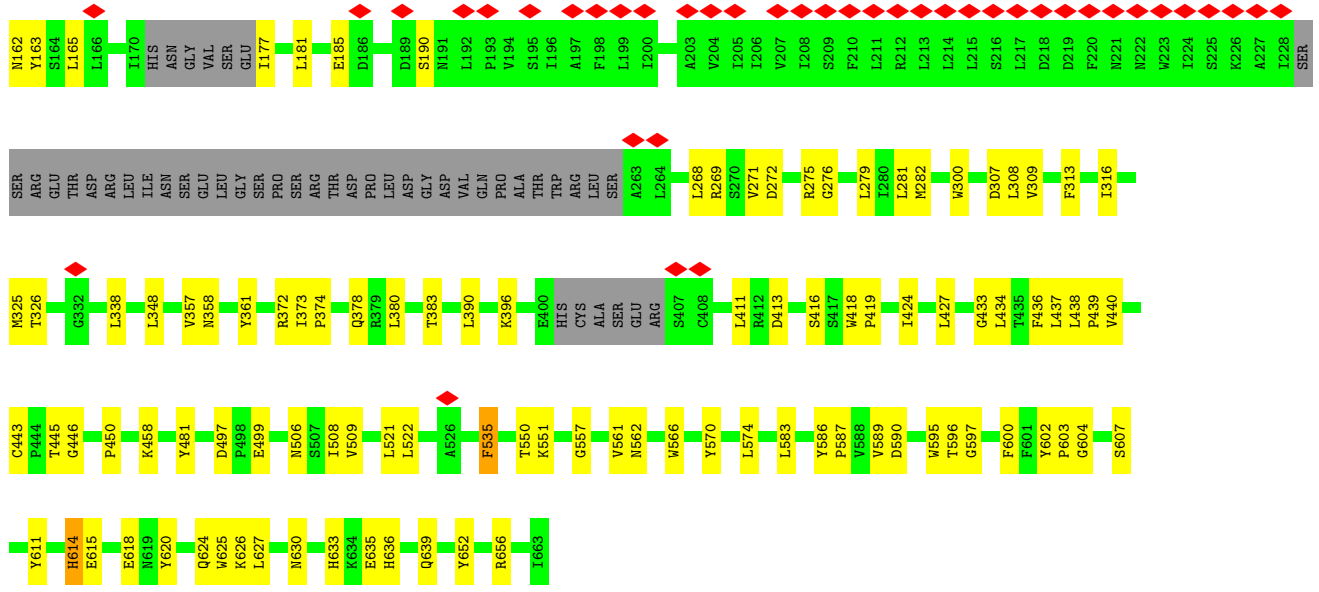 N162 Y163 S164 L165 L166 I170 HIS ASN GLY VAL SER GLU I177 L181 E185 D186 D189 S190 N191 L192 P193 V194 S195 I196 A197 F198 L199 I200 A203 V204 I205 I206 V207 I208 S209 F210 L211 R212 L213 L214 L215 S216 L217 D218 D219 F220 N221 N222 W223 I224 S225 K226 A227 I228 SER
SER ARG GLU THR ASP ARG LEU ILE ASN SER GLU LEU GLY SER PRO SER ARG THR ASP PRO LEU ASP GLY ASP VAL GLN PRO ALA THR TRP ARG LEU SER A263 L264 L268 R269 S270 V271 D272 R275 G276 L279 I280 L281 M282 W300 D307 L308 V309 F313 I316
M325 T326 G332 L338 L348 V357 N358 Y361 R372 I373 P374 Q378 R379 L380 T383 L390 K396 E400 HIS CYS ALA SER GLU ARG S407 C408 L411 R412 D413 S416 S417 W418 P419 I424 L427 G433 L434 T435 F436 L437 L438 P439 V440
C443 P444 T445 G446 P450 K458 Y481 D497 P498 E499 N506 S507 I508 V509 L521 L522 A526 F535 T550 K551 G557 V561 N562 W566 Y570 L574 L583 Y586 P587 V588 V589 D590 W595 T596 G597 F600 F601 Y602 P603 G604 S607
Y611 H614 E615 E618 N619 Y620 Q624 W625 K626 L627 N630 H633 K634 E635 H636 Q639 Y652 R656 I663